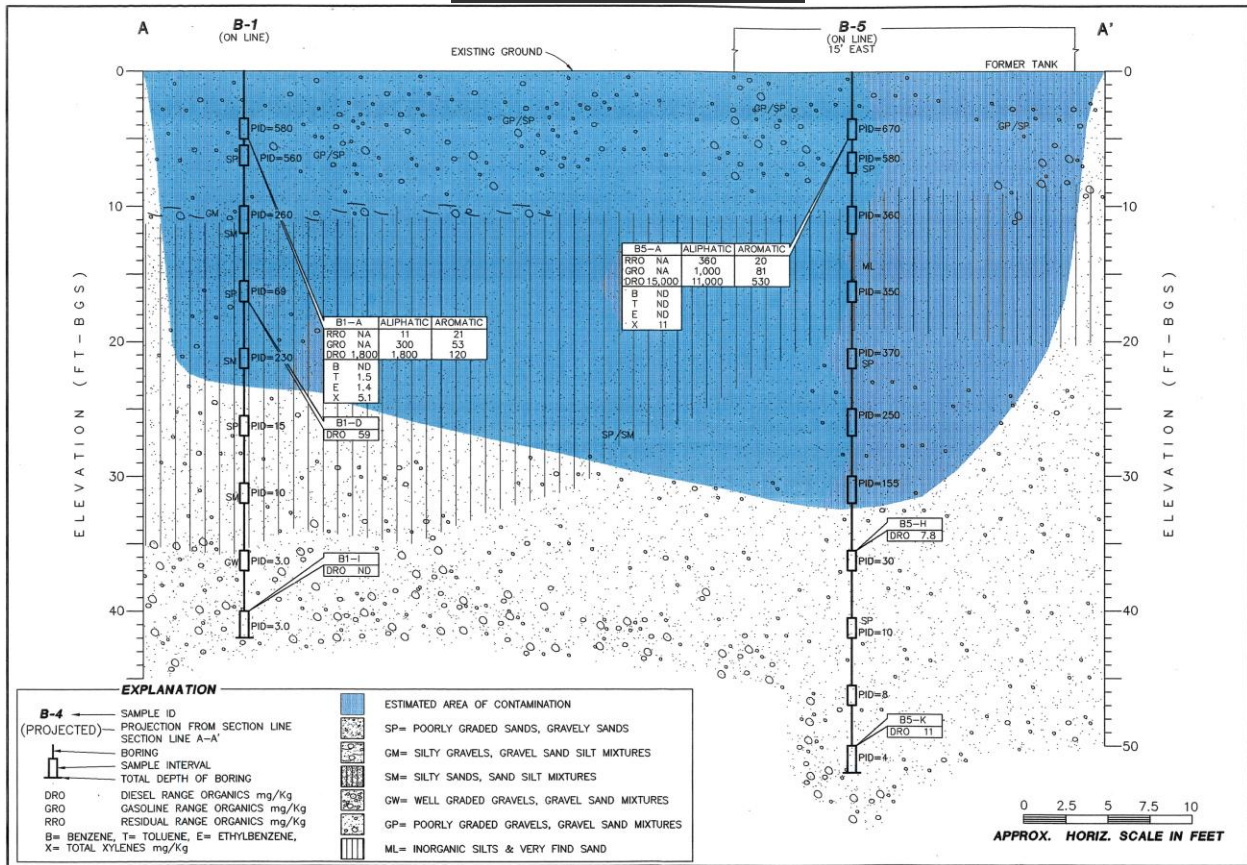 A
B-1
(ON LINE)
EXISTING GROUND
B-5
(ON LINE)
15' EAST
A'
FORMER TANK
0
10
20
30
40
ELEVATION (FT-BGS)
0
10
20
30
40
50
ELEVATION (FT-BGS)
GP/SP
GP/SP
GP/SP
GP/SP
PID=580
SP PID=560
GM PID=260
SM
SP PID=69
SM PID=230
SP PID=15
SM PID=10
GW PID=3.0
PID=3.0
B1-A ALIPHATIC AROMATIC
RRO NA 11 21
GRO NA 300 53
DRO 1,800 1,800 120
B ND
T 1.5
E 1.4
X 5.1
B1-D
DRO 59
B1-I
DRO ND
SP/SM
B5-A ALIPHATIC AROMATIC
RRO NA 360 20
GRO NA 1,000 81
DRO 15,000 11,000 530
B ND
T ND
E ND
X 11
PID=670
PID=580
SP
PID=360
ML
PID=350
PID=370
SP
PID=250
PID=155
B5-H
DRO 7.8
PID=30
SP
PID=10
PID=8
B5-K
DRO 11
PID=4
EXPLANATION
B-4 SAMPLE ID
(PROJECTED) PROJECTION FROM SECTION LINE
SECTION LINE A-A'
BORING
SAMPLE INTERVAL
TOTAL DEPTH OF BORING
DRO DIESEL RANGE ORGANICS mg/Kg
GRO GASOLINE RANGE ORGANICS mg/Kg
RRO RESIDUAL RANGE ORGANICS mg/Kg
B= BENZENE, T= TOLUENE, E= ETHYLBENZENE,
X= TOTAL XYLENES mg/Kg
ESTIMATED AREA OF CONTAMINATION
SP= POORLY GRADED SANDS, GRAVELY SANDS
GM= SILTY GRAVELS, GRAVEL SAND SILT MIXTURES
SM= SILTY SANDS, SAND SILT MIXTURES
GW= WELL GRADED GRAVELS, GRAVEL SAND MIXTURES
GP= POORLY GRADED GRAVELS, GRAVEL SAND MIXTURES
ML= INORGANIC SILTS & VERY FIND SAND
0 2.5 5 7.5 10
APPROX. HORIZ. SCALE IN FEET